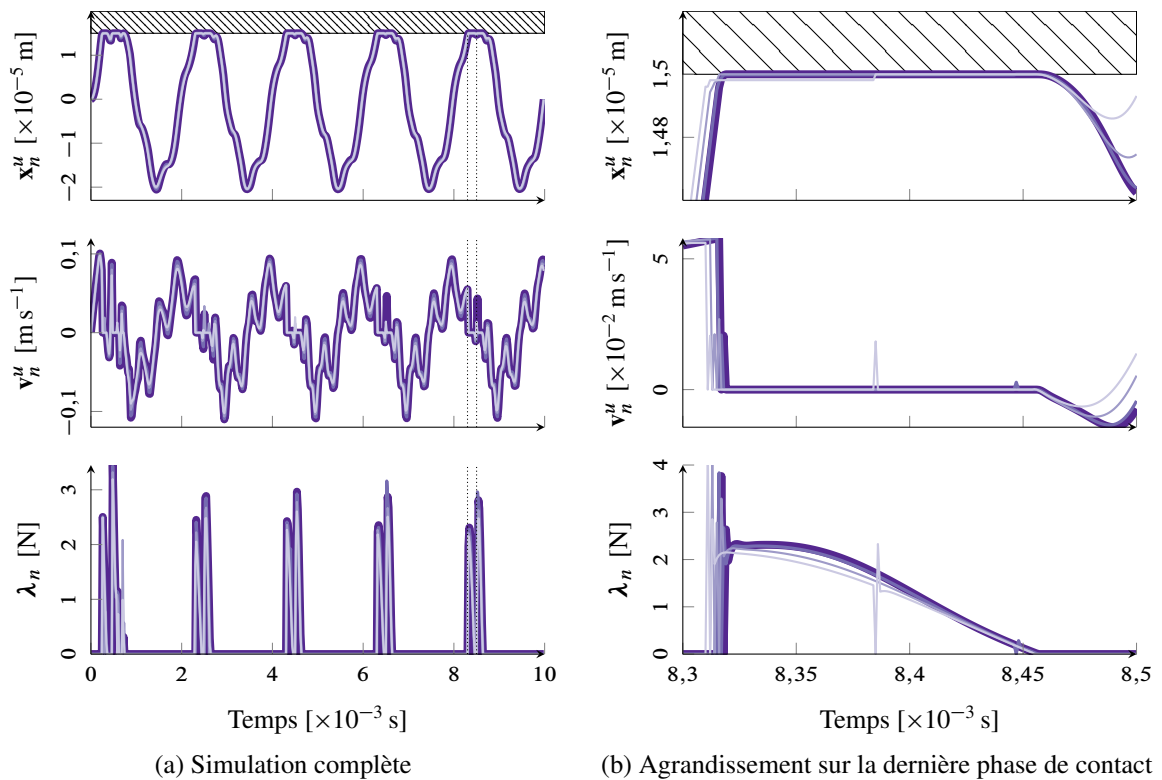 1
0
−1
−2
x_n^u [×10^−5 m]
1,5
1,48
x_n^u [×10^−5 m]
0,1
0
−0,1
v_n^u [m s^−1]
5
0
v_n^u [×10^−2 m s^−1]
3
2
1
0
λ_n [N]
0 2 4 6 8 10
Temps [×10^−3 s]
4
3
2
1
0
λ_n [N]
8,3 8,35 8,4 8,45 8,5
Temps [×10^−3 s]
(a) Simulation complète
(b) Agrandissement sur la dernière phase de contact